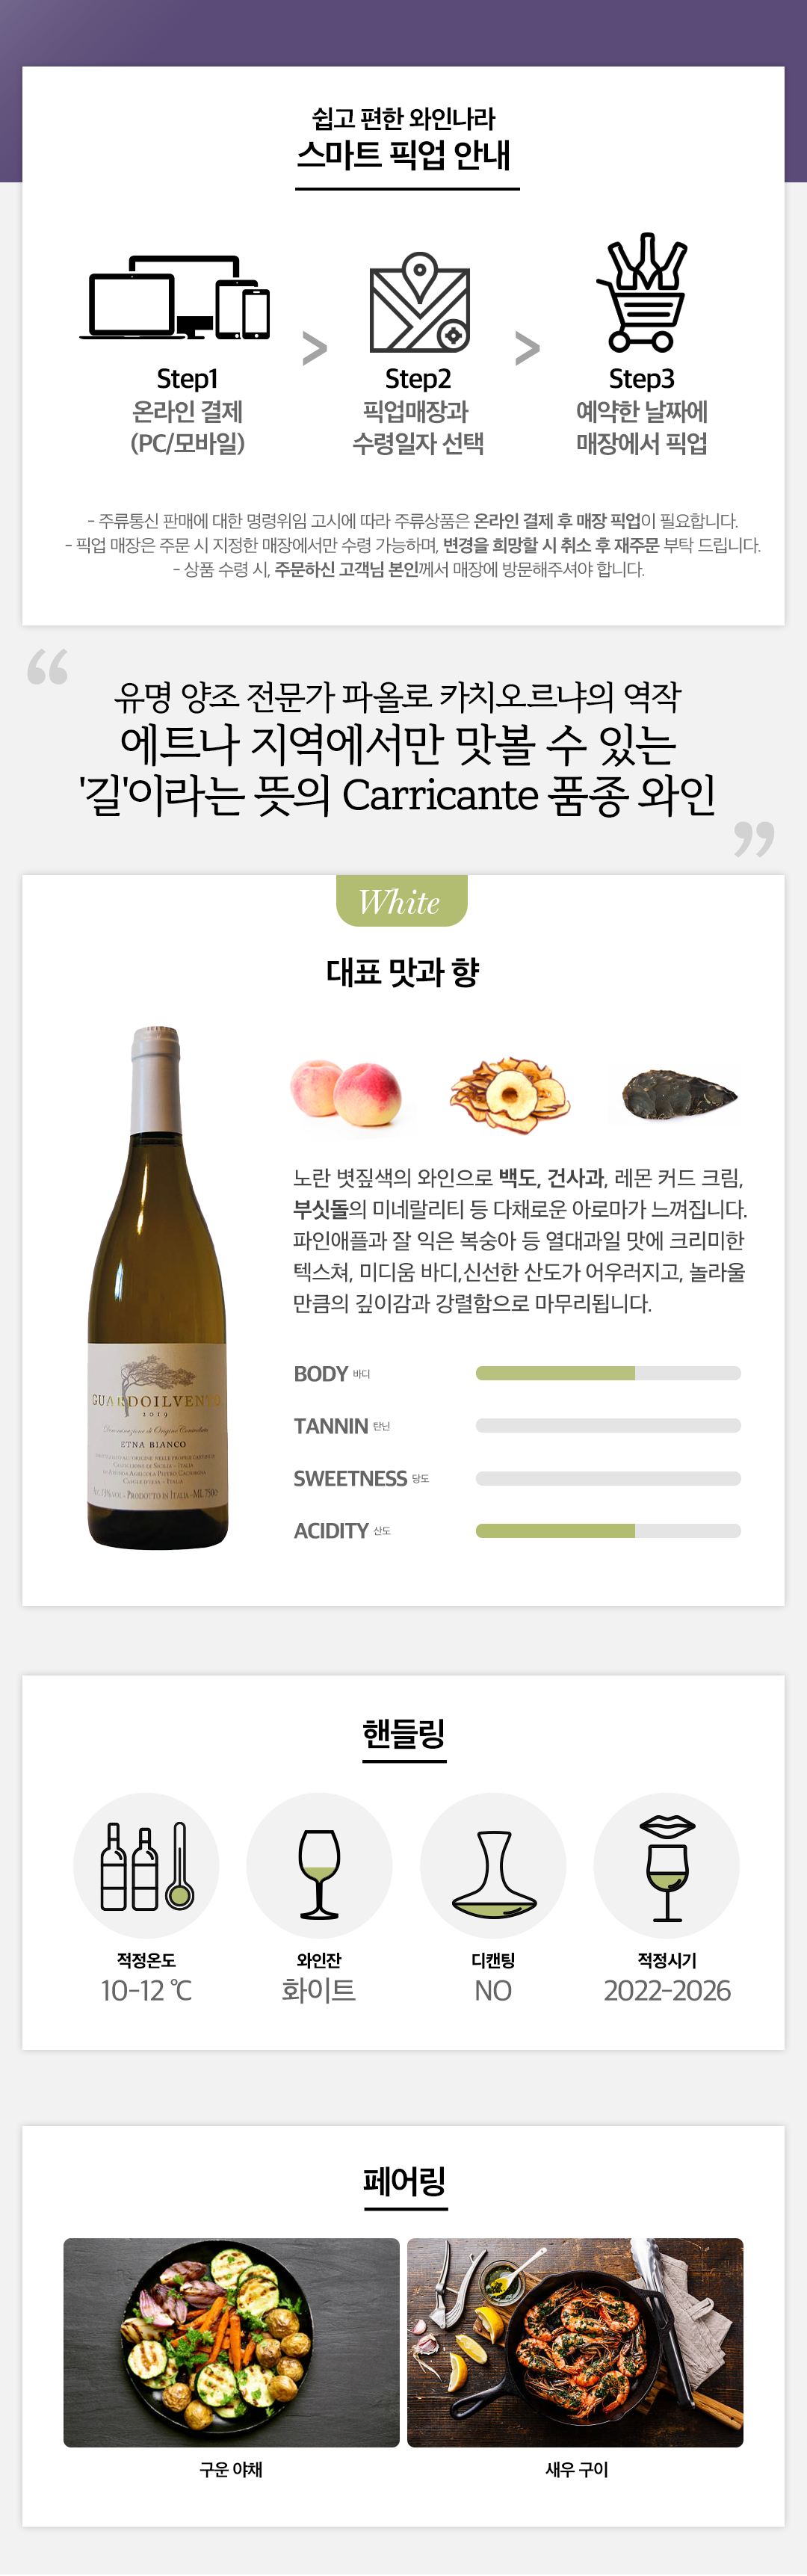 쉽고 편한 와인나라
스마트 픽업 안내
Step1
온라인 결제
(PC/모바일)
>
Step2
픽업매장과
수령일자 선택
>
Step3
예약한 날짜에
매장에서 픽업
- 주류통신 판매에 대한 명령위임 고시에 따라 주류상품은 온라인 결제 후 매장 픽업이 필요합니다.
- 픽업 매장은 주문 시 지정한 매장에서만 수령 가능하며, 변경을 희망할 시 취소 후 재주문 부탁 드립니다.
- 상품 수령 시, 주문하신 고객님 본인께서 매장에 방문해주셔야 합니다.
“
유명 양조 전문가 파올로 카치오르냐의 역작
에트나 지역에서만 맛볼 수 있는
'길'이라는 뜻의 Carricante 품종 와인
”
White
대표 맛과 향
노란 볏짚색의 와인으로 백도, 건사과, 레몬 커드 크림,
부싯돌의 미네랄리티 등 다채로운 아로마가 느껴집니다.
파인애플과 잘 익은 복숭아 등 열대과일 맛에 크리미한
텍스쳐, 미디움 바디,신선한 산도가 어우러지고, 놀라울
만큼의 깊이감과 강렬함으로 마무리됩니다.
GUARDOILVENTO
2019
Denominazione di Origine Controllata
ETNA BIANCO
BODY 바디
TANNIN 탄닌
SWEETNESS 당도
ACIDITY 산도
핸들링
적정온도
10-12 ℃
와인잔
화이트
디캔팅
NO
적정시기
2022-2026
페어링
구운 야채
새우 구이